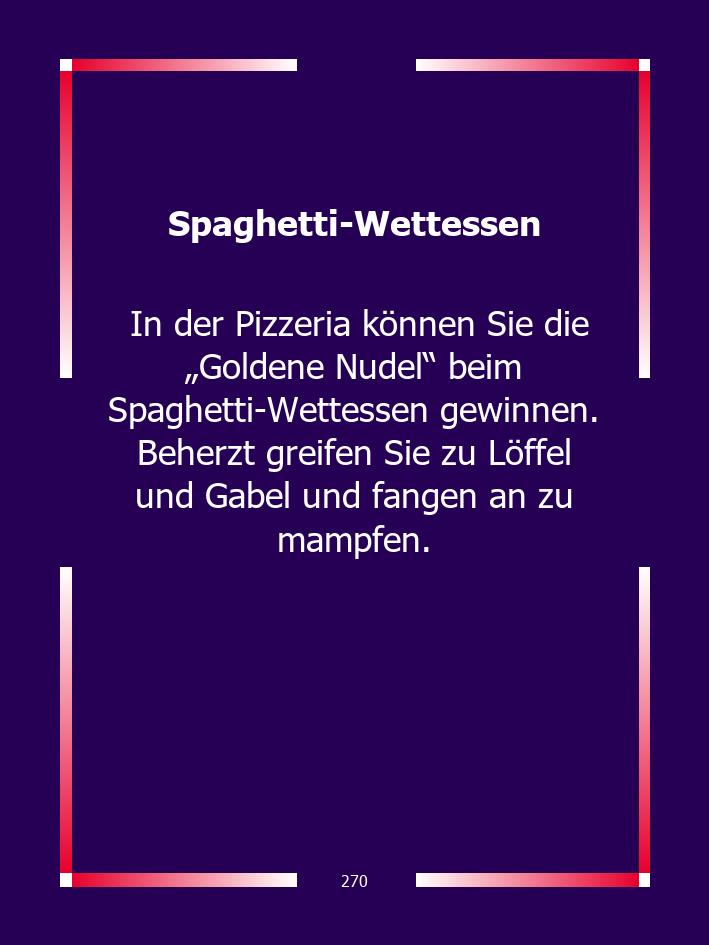 Spaghetti-Wettessen
In der Pizzeria können Sie die
„Goldene Nudel“ beim
Spaghetti-Wettessen gewinnen.
Beherzt greifen Sie zu Löffel
und Gabel und fangen an zu
mampfen.
270